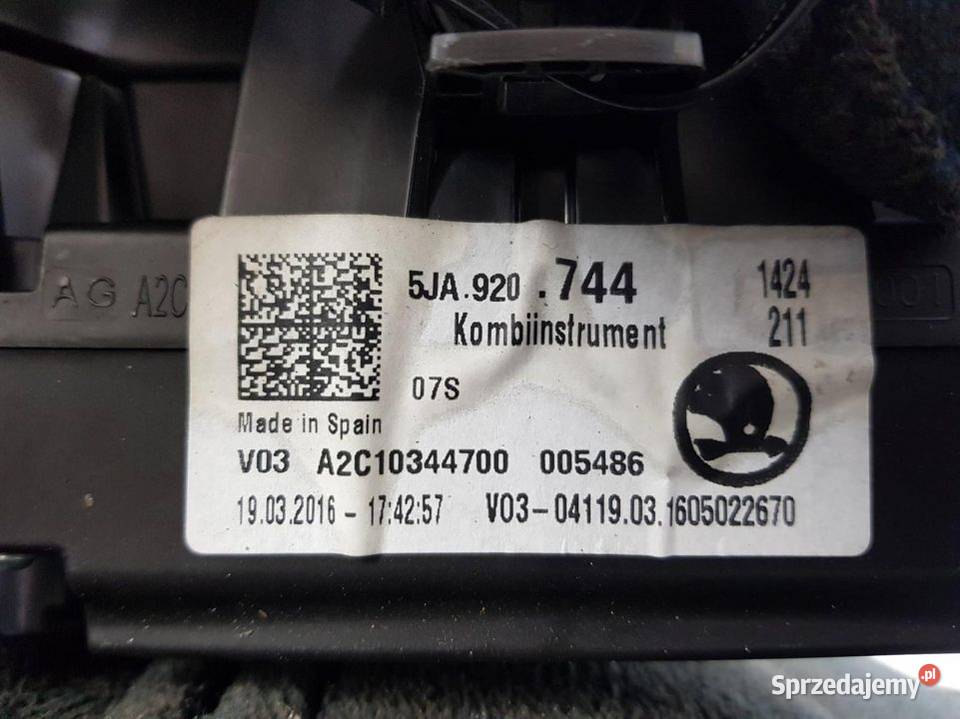 5JA.920 .744
1424
Kombiinstrument
211
07S
Made in Spain
V03 A2C10344700 005486
19.03.2016 - 17:42:57 V03-04119.03.1605022670
AG A2C
Sprzedajemy.pl